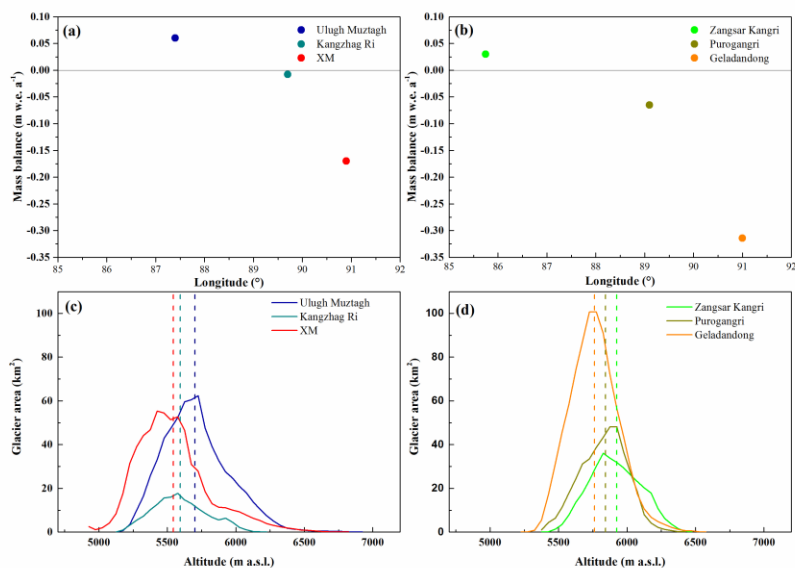 (a)
Ulugh Muztagh
Kangzhag Ri
XM
Mass balance (m w.e. a⁻¹)
0.10
0.05
0.00
-0.05
-0.10
-0.15
-0.20
-0.25
-0.30
-0.35
85 86 87 88 89 90 91 92
Longitude (°)
(b)
Zangsar Kangri
Purogangri
Geladandong
Mass balance (m w.e. a⁻¹)
0.10
0.05
0.00
-0.05
-0.10
-0.15
-0.20
-0.25
-0.30
-0.35
85 86 87 88 89 90 91 92
Longitude (°)
(c)
Ulugh Muztagh
Kangzhag Ri
XM
Glacier area (km²)
100
80
60
40
20
0
5000 5500 6000 6500 7000
Altitude (m a.s.l.)
(d)
Zangsar Kangri
Purogangri
Geladandong
Glacier area (km²)
100
80
60
40
20
0
5000 5500 6000 6500 7000
Altitude (m a.s.l.)